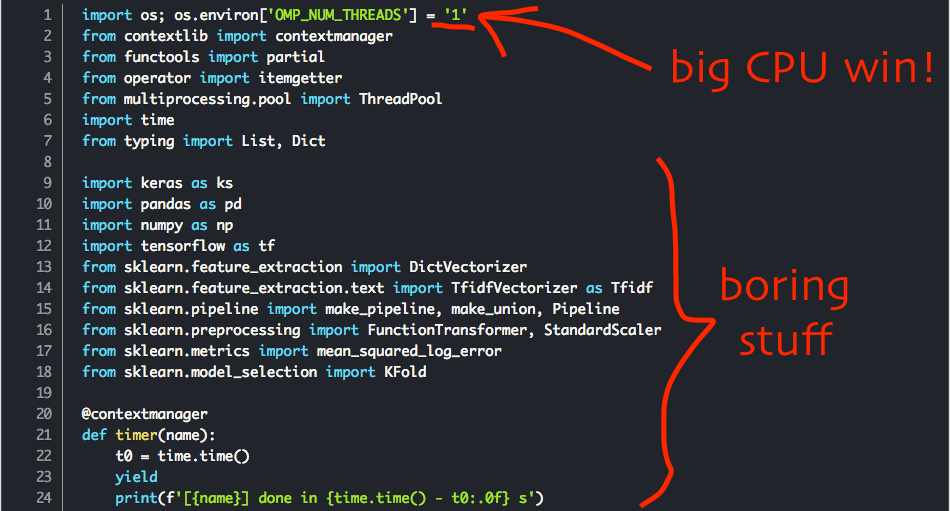 1 import os; os.environ['OMP_NUM_THREADS'] = '1'
2 from contextlib import contextmanager
3 from functools import partial
4 from operator import itemgetter
5 from multiprocessing.pool import ThreadPool
6 import time
7 from typing import List, Dict
8
9 import keras as ks
10 import pandas as pd
11 import numpy as np
12 import tensorflow as tf
13 from sklearn.feature_extraction import DictVectorizer
14 from sklearn.feature_extraction.text import TfidfVectorizer as Tfidf
15 from sklearn.pipeline import make_pipeline, make_union, Pipeline
16 from sklearn.preprocessing import FunctionTransformer, StandardScaler
17 from sklearn.metrics import mean_squared_log_error
18 from sklearn.model_selection import KFold
19
20 @contextmanager
21 def timer(name):
22     t0 = time.time()
23     yield
24     print(f'[{name}] done in {time.time() - t0:.0f} s')
big CPU win!
boring
stuff